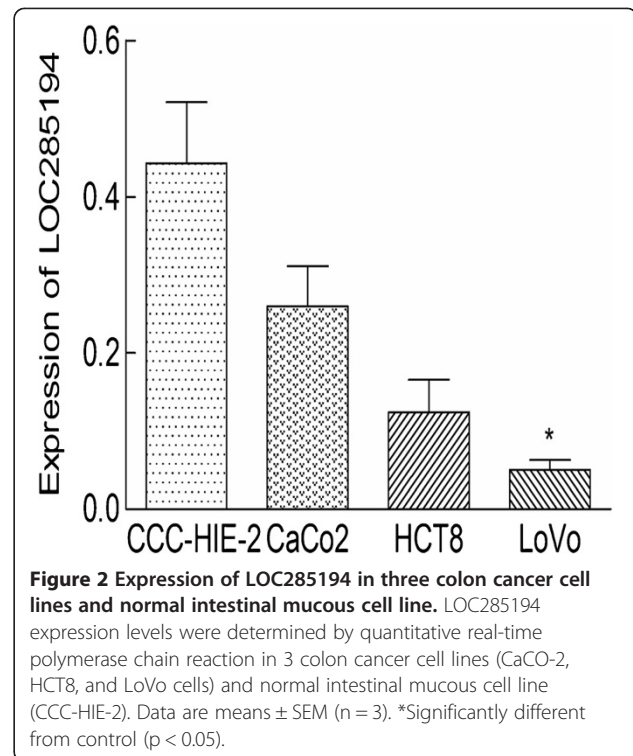 0.6
0.4
0.2
0.0
Expression of LOC285194
*
CCC-HIE-2 CaCo2 HCT8 LoVo
Figure 2 Expression of LOC285194 in three colon cancer cell
lines and normal intestinal mucous cell line. LOC285194
expression levels were determined by quantitative real-time
polymerase chain reaction in 3 colon cancer cell lines (CaCO-2,
HCT8, and LoVo cells) and normal intestinal mucous cell line
(CCC-HIE-2). Data are means ± SEM (n = 3). *Significantly different
from control (p < 0.05).